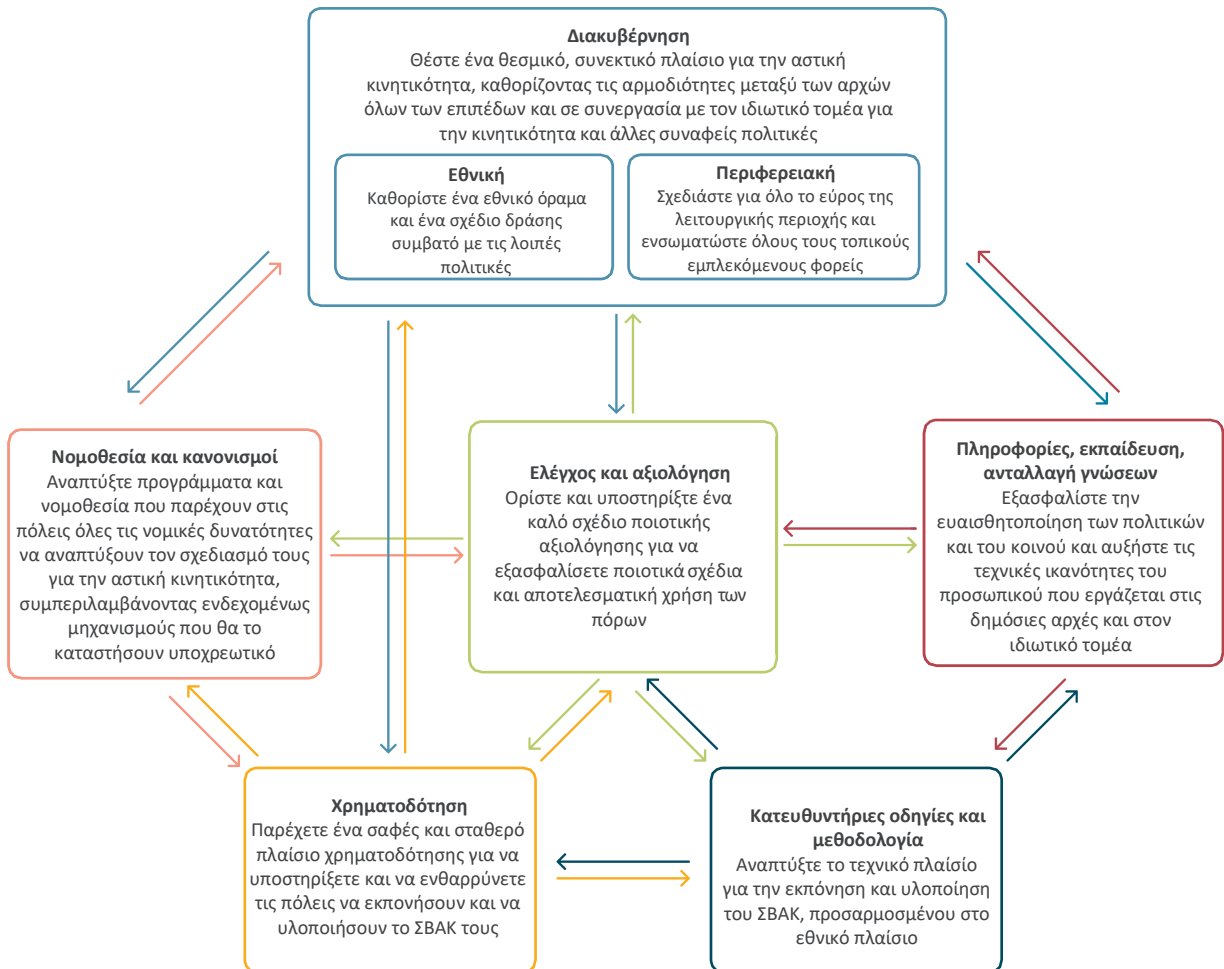 Διακυβέρνηση
Θέστε ένα θεσμικό, συνεκτικό πλαίσιο για την αστική
κινητικότητα, καθορίζοντας τις αρμοδιότητες μεταξύ των αρχών
όλων των επιπέδων και σε συνεργασία με τον ιδιωτικό τομέα για
την κινητικότητα και άλλες συναφείς πολιτικές
Εθνική
Καθορίστε ένα εθνικό όραμα
και ένα σχέδιο δράσης
συμβατό με τις λοιπές
πολιτικές
Περιφερειακή
Σχεδιάστε για όλο το εύρος της
λειτουργικής περιοχής και
ενσωματώστε όλους τους τοπικούς
εμπλεκόμενους φορείς
Νομοθεσία και κανονισμοί
Αναπτύξτε προγράμματα και
νομοθεσία που παρέχουν στις
πόλεις όλες τις νομικές δυνατότητες
να αναπτύξουν τον σχεδιασμό τους
για την αστική κινητικότητα,
συμπεριλαμβάνοντας ενδεχομένως
μηχανισμούς που θα το
καταστήσουν υποχρεωτικό
Ελέγχος και αξιολόγηση
Ορίστε και υποστηρίξτε ένα
καλό σχέδιο ποιοτικής
αξιολόγησης για να
εξασφαλίσετε ποιοτικά σχέδια
και αποτελεσματική χρήση των
πόρων
Πληροφορίες, εκπαίδευση,
ανταλλαγή γνώσεων
Εξασφαλίστε την
ευαισθητοποίηση των πολιτικών
και του κοινού και αυξήστε τις
τεχνικές ικανότητες του
προσωπικού που εργάζεται στις
δημόσιες αρχές και στον
ιδιωτικό τομέα
Χρηματοδότηση
Παρέχετε ένα σαφές και σταθερό
πλαίσιο χρηματοδότησης για να
υποστηρίξετε και να ενθαρρύνετε
τις πόλεις να εκπονήσουν και να
υλοποιήσουν το ΣΒΑΚ τους
Κατευθυντήριες οδηγίες και
μεθοδολογία
Αναπτύξτε το τεχνικό πλαίσιο
για την εκπόνηση και υλοποίηση
του ΣΒΑΚ, προσαρμοσμένου στο
εθνικό πλαίσιο